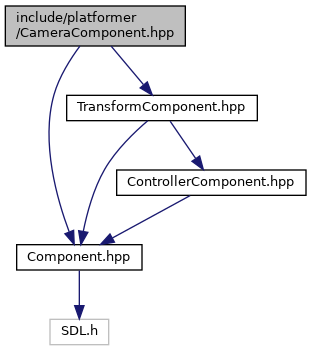 include/platformer
/CameraComponent.hpp
TransformComponent.hpp
ControllerComponent.hpp
Component.hpp
SDL.h